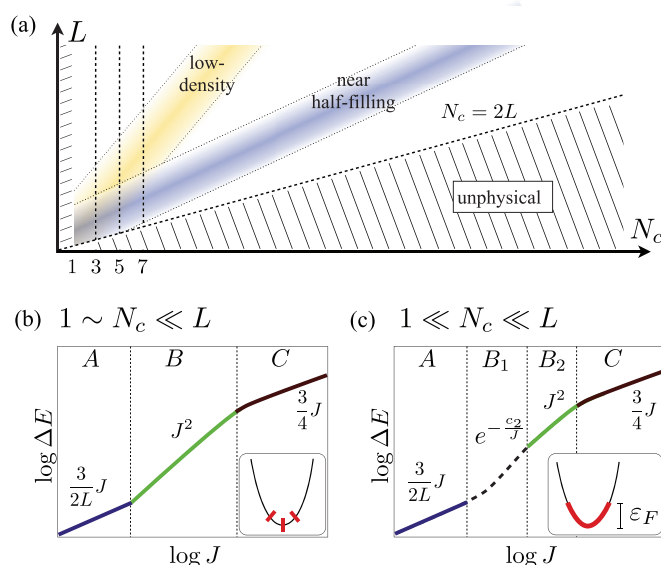 (a)
L
low-
density
near
half-filling
N_c = 2L
unphysical
N_c
1 3 5 7
(b) 1 ∼ N_c ≪ L
A B C
log ΔE
3/2L J
J^2
3/4 J
log J
(c) 1 ≪ N_c ≪ L
A B_1 B_2 C
log ΔE
3/2L J
e^{-c_2/J}
J^2
3/4 J
ε_F
log J